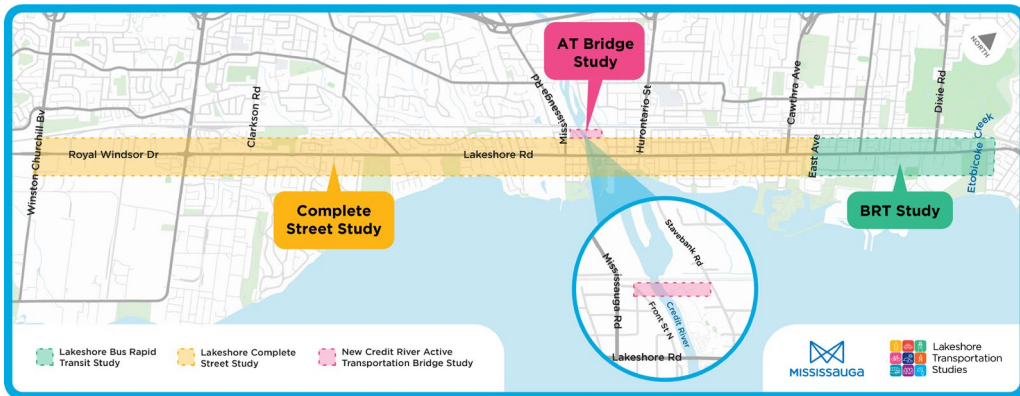 AT Bridge
Study
NORTH
Winston Churchill Bv
Royal Windsor Dr
Clarkson Rd
Lakeshore Rd
Mississauga Rd
Miss
Hurontario St
Cawthra Ave
East Ave
Dixie Rd
Etobicoke Creek
Complete
Street Study
BRT Study
Mississauga Rd
Stavebank Rd
Front St N
Credit River
Lakeshore Rd
Lakeshore Bus Rapid
Transit Study
Lakeshore Complete
Street Study
New Credit River Active
Transportation Bridge Study
MISSISSAUGA
Lakeshore
Transportation
Studies